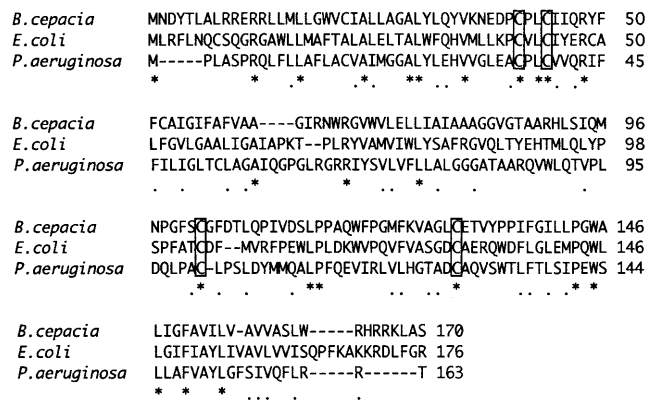 B.cepacia MNDYTLALRRERRLLMLLGWVCIALLAGALYLQYVKNEDPCPLCIIQRYF 50
E.coli MLRFLNQCSQGRGAWLLMAFTALALELTALWFQHVMLLKPCVLCIYERCA 50
P.aeruginosa M-----PLASPRQLFLLAFLACVAIMGGALYLEHVVGLEACPLCVVQRIF 45
* * . * . * . ** . . * . * ** . . *
B.cepacia FCAIGIFAFVAA----GIRNWRGVWVLELLIAIAAAGGVGTAARHLSIQM 96
E.coli LFGVLGAALIGAIAPKT--PLRYVAMVIWLYSAFRGVQLTYEHTMLQLYP 98
P.aeruginosa FILIGLTCLAGAIQGPGLRGRRIYSVLVFLLALGGGATAARQVWLQTVPL 95
. . . . * * . * . .
B.cepacia NPGFSCGFDTLQPIVDSLPPAQWFPGMFKVAGLCETVYPPIFGILLPGWA 146
E.coli SPFATCDF--MVRFPEWLPLDKWVPQVFVASGDCAERQWDFLGLEMPQWL 146
P.aeruginosa DQLPAC-LPSLDYMMQALPFQEVIRLVLHGTADCAQVSWTLFTLSIPEWS 144
. * . . ** . . . . * . . . * *
B.cepacia LIGFAVILV-AVVASLW-----RHRRKLAS 170
E.coli LGIFIAYLIVAVLVVISQPFKAKKRDLFGR 176
P.aeruginosa LLAFVAYLGFSIVQFLR-----R------T 163
* * . * . . . . .